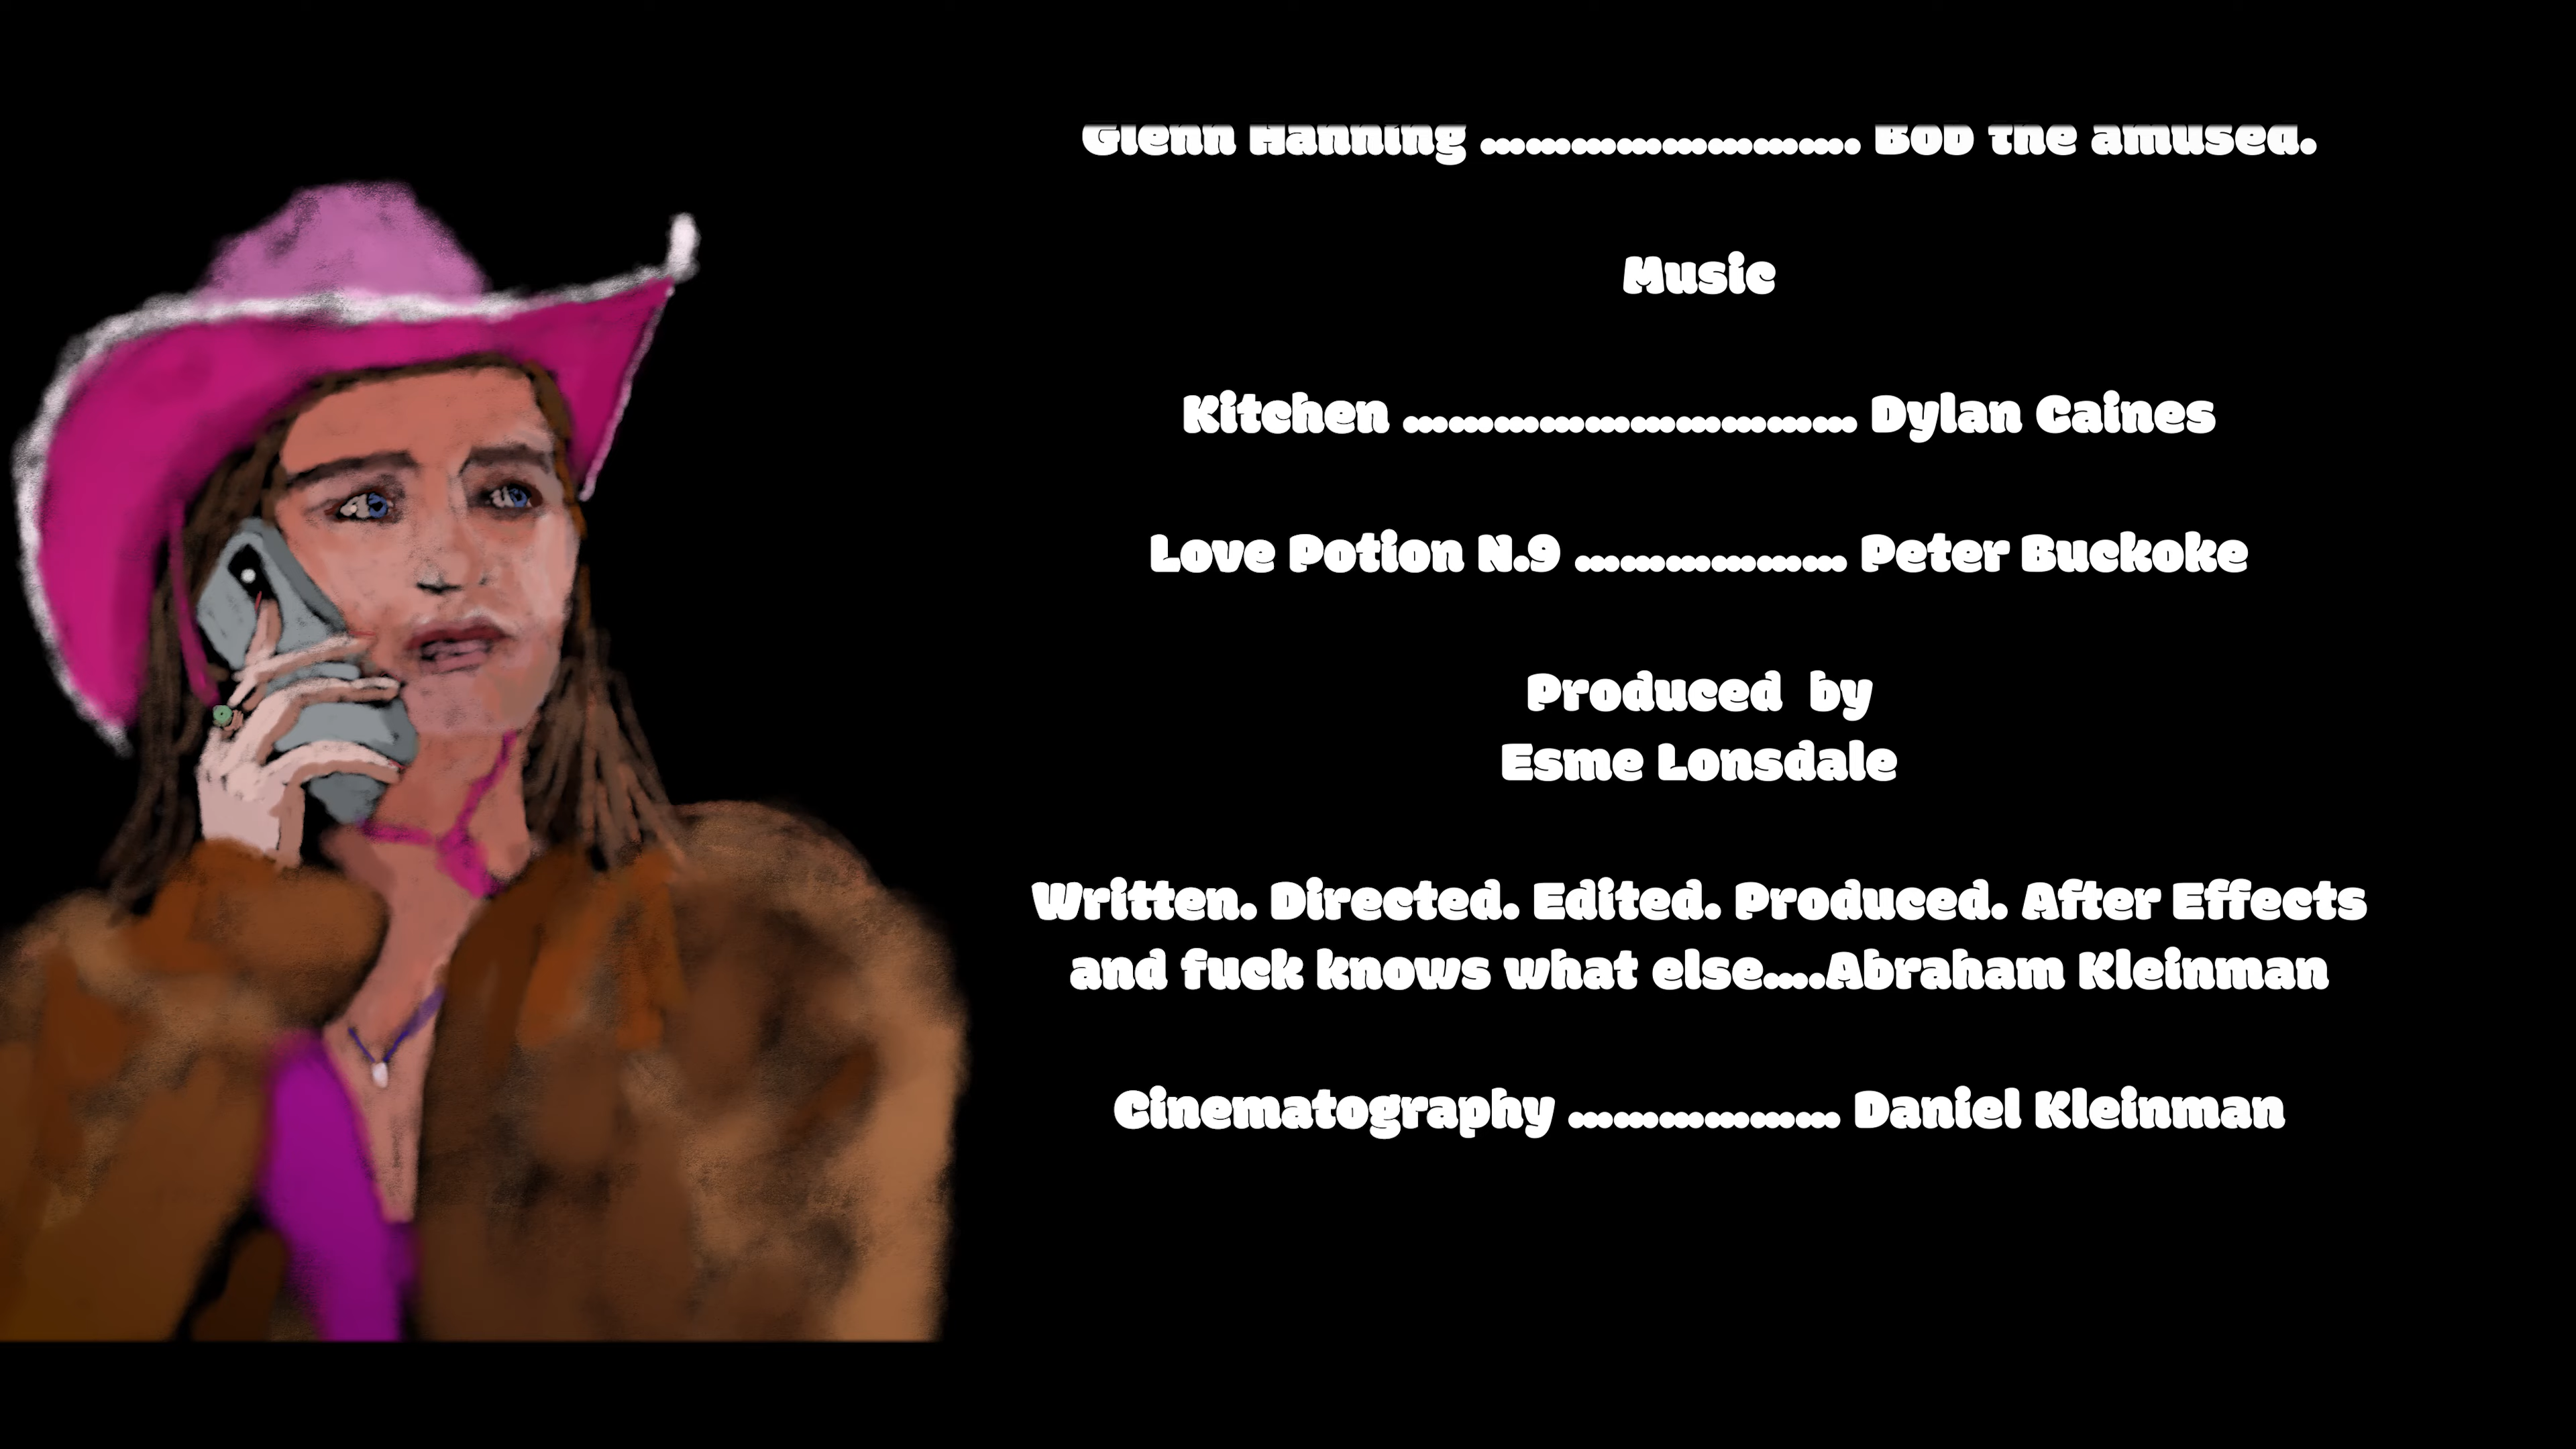 Glenn Hanning ......................... Bob the amused.
Music
Kitchen .............................. Dylan Caines
Love Potion N.9 .................. Peter Buckoke
Produced  by
Esme Lonsdale
Written. Directed. Edited. Produced. After Effects
and fuck knows what else....Abraham Kleinman
Cinematography .................. Daniel Kleinman